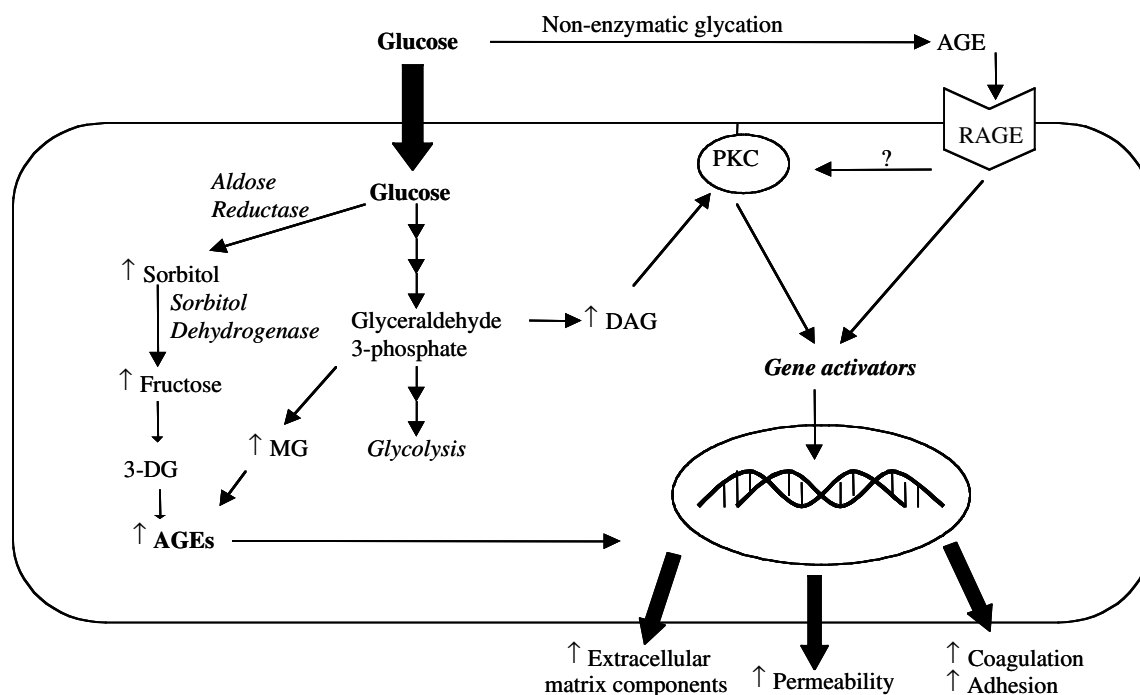 Non-enzymatic glycation
Glucose
AGE
RAGE
PKC
?
Glucose
Aldose
Reductase
↑ Sorbitol
Sorbitol
Dehydrogenase
Glyceraldehyde
3-phosphate
↑ DAG
Gene activators
↑ Fructose
↑ MG
Glycolysis
3-DG
↑ AGEs
↑ Extracellular
matrix components
↑ Permeability
↑ Coagulation
↑ Adhesion